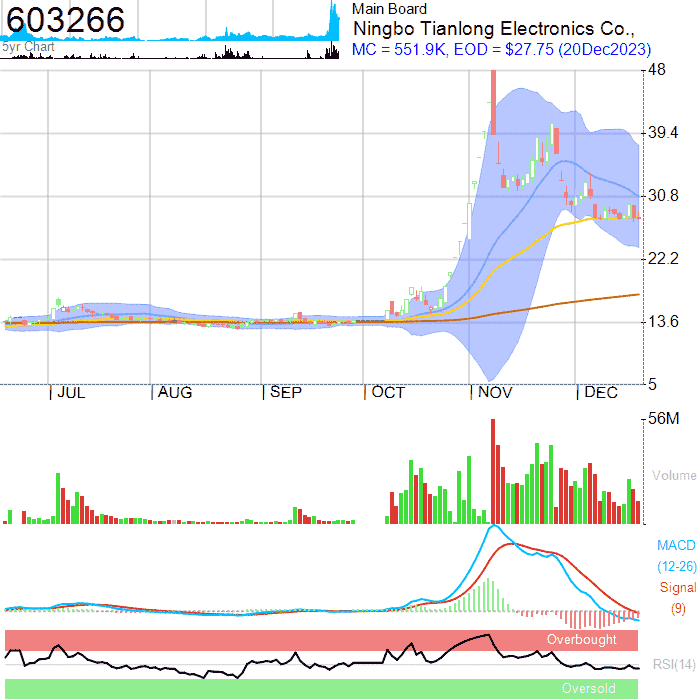 603266
5yr Chart
Main Board
Ningbo Tianlong Electronics Co.,
MC = 551.9K, EOD = $27.75 (20Dec2023)
48
39.4
30.8
22.2
13.6
5
JUL
AUG
SEP
OCT
NOV
DEC
56M
Volume
MACD
(12-26)
Signal
(9)
Overbought
RSI(14)
Oversold